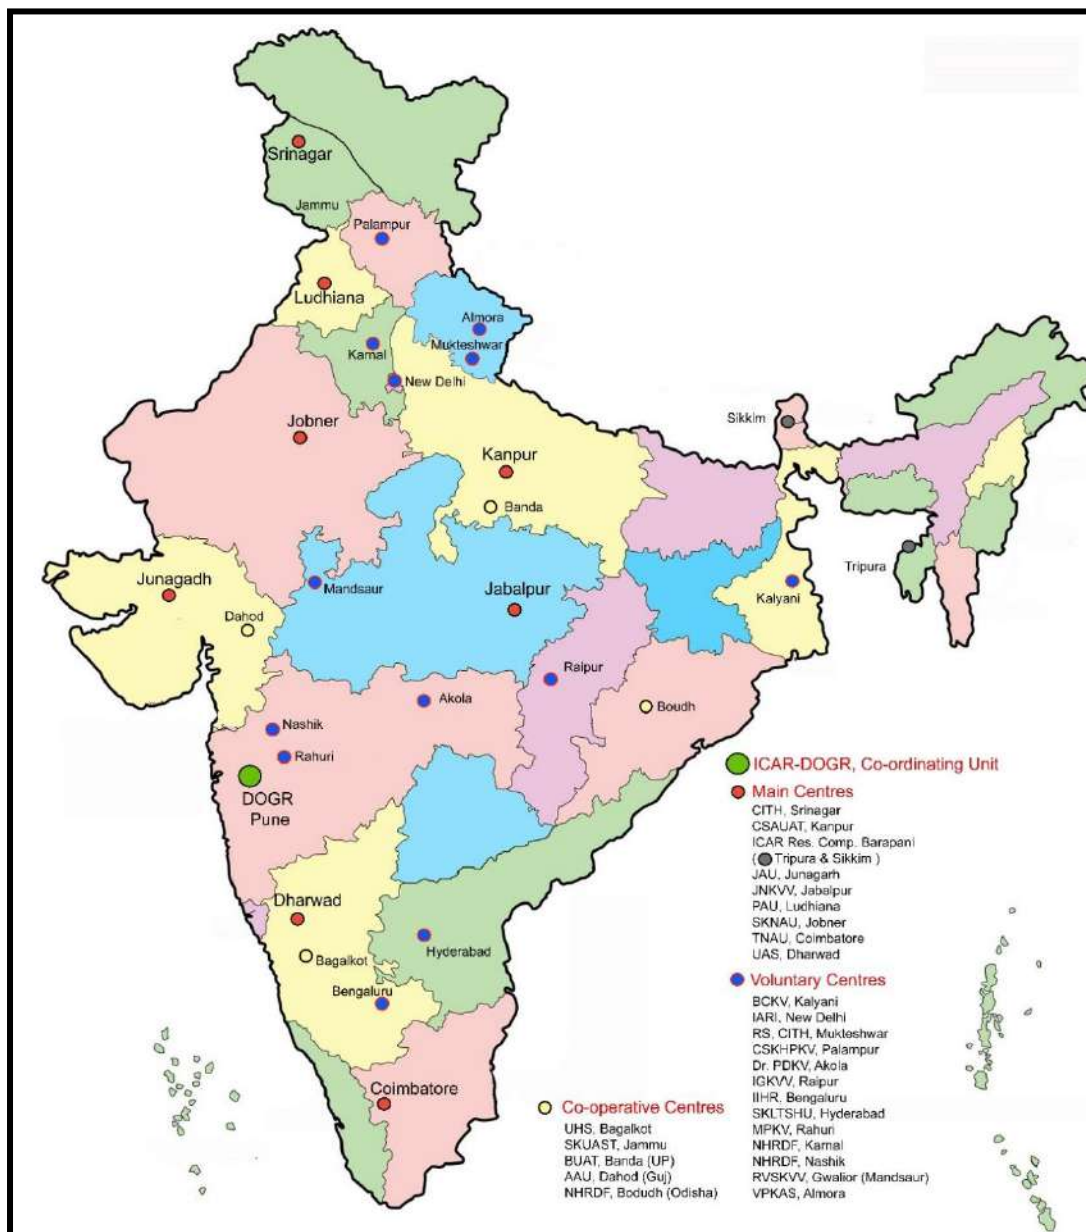 Srinagar
Jammu
Palampur
Ludhiana
Almora
Mukteshwar
Karnal
New Delhi
Sikkim
Jobner
Kanpur
Banda
Tripura
Junagadh
Mandsaur
Jabalpur
Kalyani
Dahod
Raipur
Akola
Boudh
Nashik
Rahuri
DOGR
Pune
Dharwad
Bagalkot
Hyderabad
Bengaluru
Coimbatore
ICAR-DOGR, Co-ordinating Unit
Main Centres
CITH, Srinagar
CSAUAT, Kanpur
ICAR Res. Comp. Barapani
( Tripura & Sikkim )
JAU, Junagarh
JNKVV, Jabalpur
PAU, Ludhiana
SKNAU, Jobner
TNAU, Coimbatore
UAS, Dharwad
Voluntary Centres
BCKV, Kalyani
IARI, New Delhi
RS, CITH, Mukteshwar
CSKHPKV, Palampur
Dr. PDKV, Akola
IGKVV, Raipur
IIHR, Bengaluru
SKLTSHU, Hyderabad
MPKV, Rahuri
NHRDF, Karnal
NHRDF, Nashik
RVSKVV, Gwalior (Mandsaur)
VPKAS, Almora
Co-operative Centres
UHS, Bagalkot
SKUAST, Jammu
BUAT, Banda (UP)
AAU, Dahod (Guj)
NHRDF, Bodudh (Odisha)